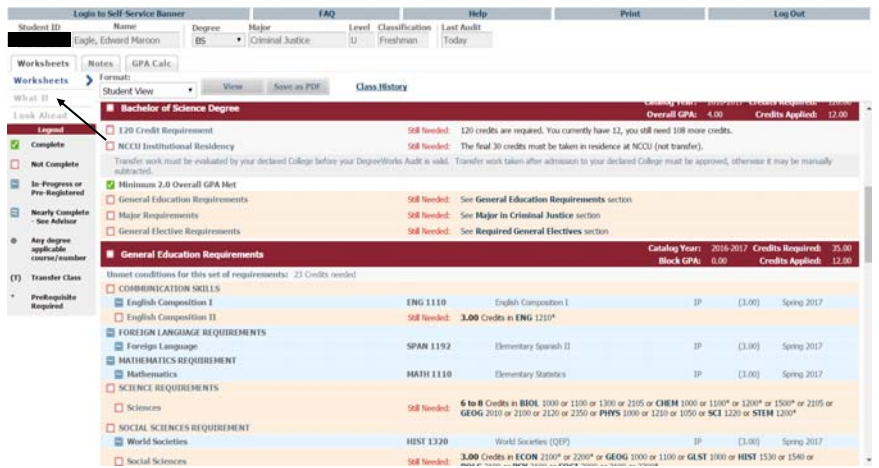 Login to Self-Service Banner FAQ Help Print Log Out
Student ID Name Degree Major Level Classification Last Audit
Eagle, Edward Maroon BS Criminal Justice U Freshman Today
Worksheets Notes GPA Calc
Worksheets
What If
Look Ahead
Format:
Student View View Save as PDF Class History
Legend
Complete
Not Complete
In-Progress or
Pre-Registered
Nearly Complete
- See Advisor
Any degree
applicable
course/number
(T) Transfer Class
* PreRequisite
Required
Bachelor of Science Degree
Overall GPA: 4.00 Credits Applied: 12.00
120 Credit Requirement Still Needed: 120 credits are required. You currently have 12, you still need 108 more credits.
NCCU Institutional Residency Still Needed: The final 30 credits must be taken in residence at NCCU (not transfer).
Transfer work must be evaluated by your declared College before your DegreeWorks Audit is valid. Transfer work taken after admission to your declared College must be approved, otherwise it may be manually
subtracted.
Minimum 2.0 Overall GPA Met
General Education Requirements Still Needed: See General Education Requirements section
Major Requirements Still Needed: See Major in Criminal Justice section
General Elective Requirements Still Needed: See Required General Electives section
General Education Requirements Catalog Year: 2016-2017 Credits Required: 35.00
Block GPA: 0.00 Credits Applied: 12.00
Unmet conditions for this set of requirements: 23 Credits needed
COMMUNICATION SKILLS
English Composition I ENG 1110 English Composition I IP (3.00) Spring 2017
English Composition II Still Needed: 3.00 Credits in ENG 1210*
FOREIGN LANGUAGE REQUIREMENTS
Foreign Language SPAN 1192 Elementary Spanish II IP (3.00) Spring 2017
MATHEMATICS REQUIREMENT
Mathematics MATH 1110 Elementary Statistics IP (3.00) Spring 2017
SCIENCE REQUIREMENTS
Sciences Still Needed: 6 to 8 Credits in BIOL 1000 or 1100 or 1300 or 2105 or CHEM 1000 or 1100* or 1200* or 1500* or 2105 or
GEOG 2010 or 2100 or 2120 or 2350 or PHYS 1000 or 1210 or 1050 or SCI 1220 or STEM 1200*
SOCIAL SCIENCES REQUIREMENT
World Societies HIST 1320 World Societies (QEP) IP (3.00) Spring 2017
Social Sciences Still Needed: 3.00 Credits in ECON 2100* or 2200* or GEOG 1000 or 1100 or GLST 1000 or HIST 1530 or 1540 or